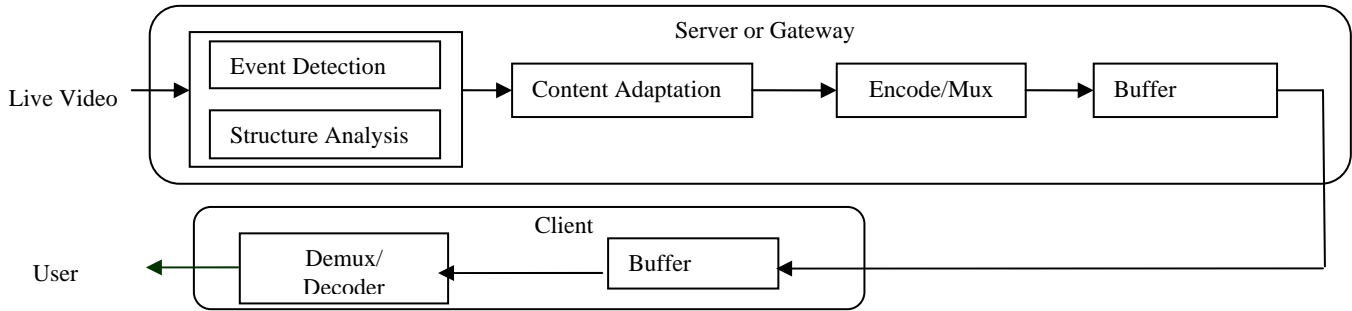 Server or Gateway
Event Detection
Live Video
Content Adaptation
Encode/Mux
Buffer
Structure Analysis
Client
User
Demux/
Decoder
Buffer